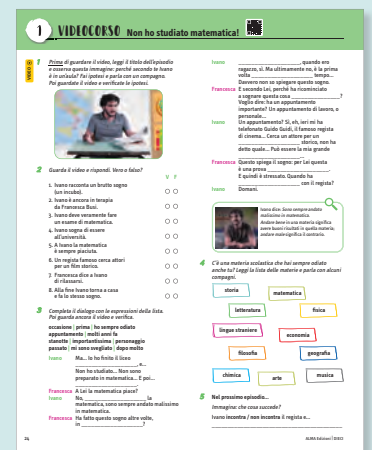 1 VIDEOCORSO Non ho studiato matematica!
VIDEO
1 Prima di guardare il video, leggi il titolo dell'episodio
e osserva questa immagine: perché secondo te Ivano
è in un'aula? Fai ipotesi e parla con un compagno.
Poi guardate il video e verificate le ipotesi.
2 Guarda il video e rispondi. Vero o falso?
V F
1. Ivano racconta un brutto sogno
(un incubo).
2. Ivano è ancora in terapia
da Francesca Busi.
3. Ivano deve veramente fare
un esame di matematica.
4. Ivano sogna di essere
all'università.
5. A Ivano la matematica
è sempre piaciuta.
6. Un regista famoso cerca attori
per un film storico.
7. Francesca dice a Ivano
di rilassarsi.
8. Alla fine Ivano torna a casa
e fa lo stesso sogno.
3 Completa il dialogo con le espressioni della lista.
Poi guarda ancora il video e verifica.
occasione | prima | ho sempre odiato
appuntamento | molti anni fa
stanotte | importantissimo | personaggio
passato | mi sono svegliato | dopo molto
Ivano Ma... Io ho finito il liceo
____________, e...
Non ho studiato... Non sono
preparato in matematica... E poi...
____________.
Francesca A Lei la matematica piace?
Ivano No, ____________ la
matematica, sono sempre andato malissimo
in matematica.
Francesca Ha fatto questo sogno altre volte,
in ____________?
Ivano ____________, quando ero
ragazzo, sì. Ma ultimamente no, è la prima
volta ____________ tempo...
Davvero non so spiegare questo sogno.
Francesca E secondo Lei, perché ha ricominciato
a sognare questa cosa ____________?
Voglio dire: ha un appuntamento
importante? Un appuntamento di lavoro, o
personale...
Ivano Un appuntamento? Sì, eh, ieri mi ha
telefonato Guido Guidi, il famoso regista
di cinema... Cerca un attore per un
____________ storico, non ha
detto quale... Può essere la mia grande
____________...
Francesca Questo spiega il sogno: per Lei questa
è una prova ____________.
E quindi è stressato. Quando ha
____________ con il regista?
Ivano Domani.
Ivano dice: Sono sempre andato
malissimo in matematica.
Andare bene in una materia significa
avere buoni risultati in quella materia;
andare male significa il contrario.
4 C'è una materia scolastica che hai sempre odiato
anche tu? Leggi la lista delle materie e parla con alcuni
compagni.
storia
matematica
letteratura
fisica
lingue straniere
economia
filosofia
geografia
chimica
arte
musica
5 Nel prossimo episodio...
Immagina: che cosa succede?
Ivano incontra / non incontra il regista e...
24
ALMA Edizioni | DIECI